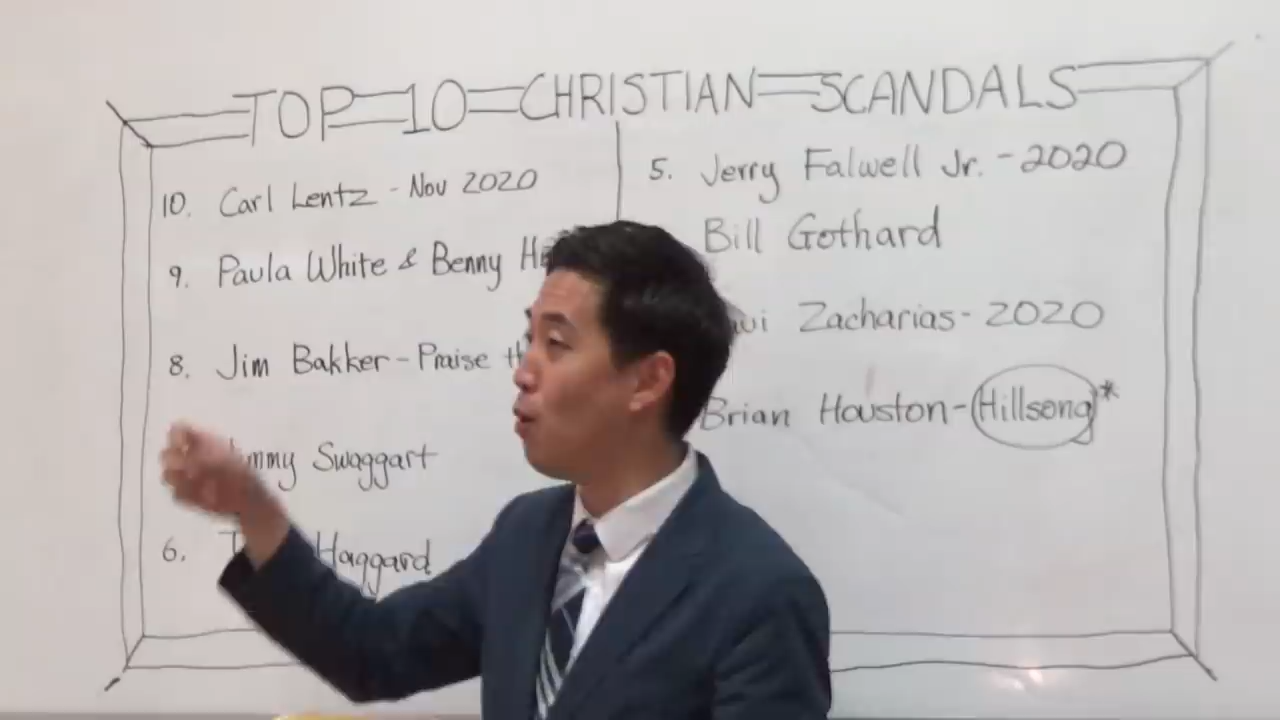 TOP 10 CHRISTIAN SCANDALS
10. Carl Lentz - Nov 2020
9. Paula White & Benny
8. Jim Bakker - Praise
Swaggart
6. Haggard
5. Jerry Falwell Jr. - 2020
Bill Gothard
Zacharias - 2020
Brian Houston - Hillsong*